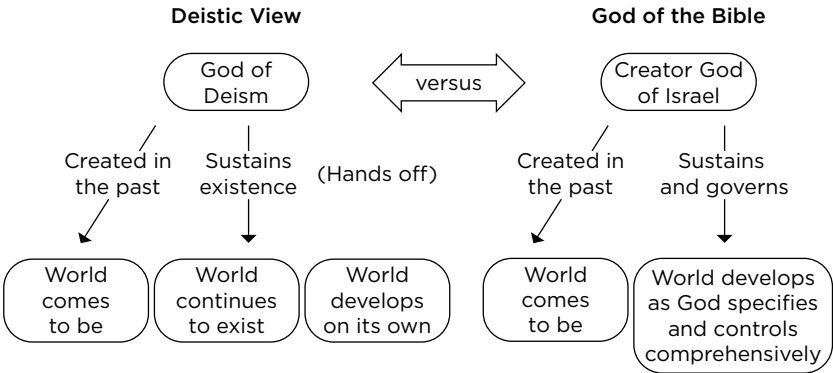 Deistic View
God of
Deism
Created in
the past
Sustains
existence
(Hands off)
World
comes
to be
World
continues
to exist
World
develops
on its own
versus
God of the Bible
Creator God
of Israel
Created in
the past
Sustains
and governs
World
comes
to be
World develops
as God specifies
and controls
comprehensively